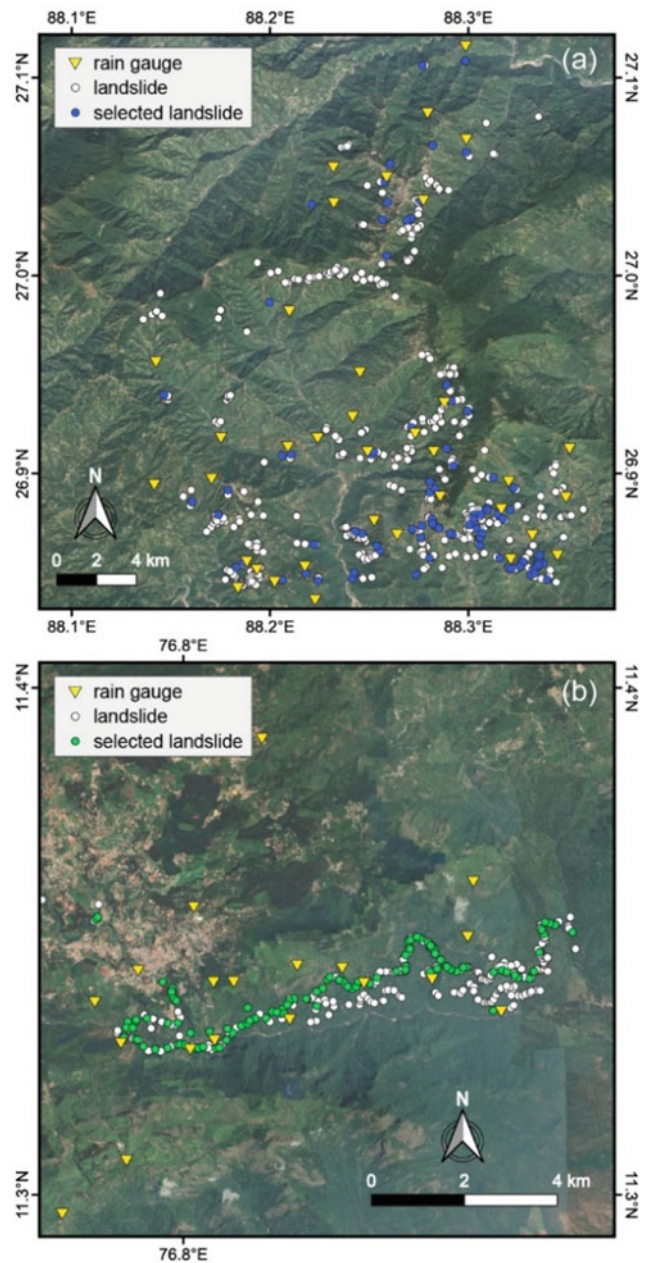 88.1°E 88.2°E 88.3°E
rain gauge
landslide
selected landslide
(a)
27.1°N 27.1°N
27.0°N 27.0°N
26.9°N 26.9°N
N
0 2 4 km
88.1°E 88.2°E 88.3°E
76.8°E
rain gauge
landslide
selected landslide
(b)
11.4°N 11.4°N
N
0 2 4 km
11.3°N 11.3°N
76.8°E